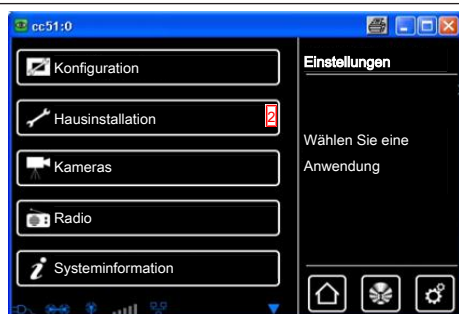 cc51:0
Konfiguration
Hausinstallation 2
Kameras
Radio
Systeminformation
Einstellungen
Wählen Sie eine
Anwendung